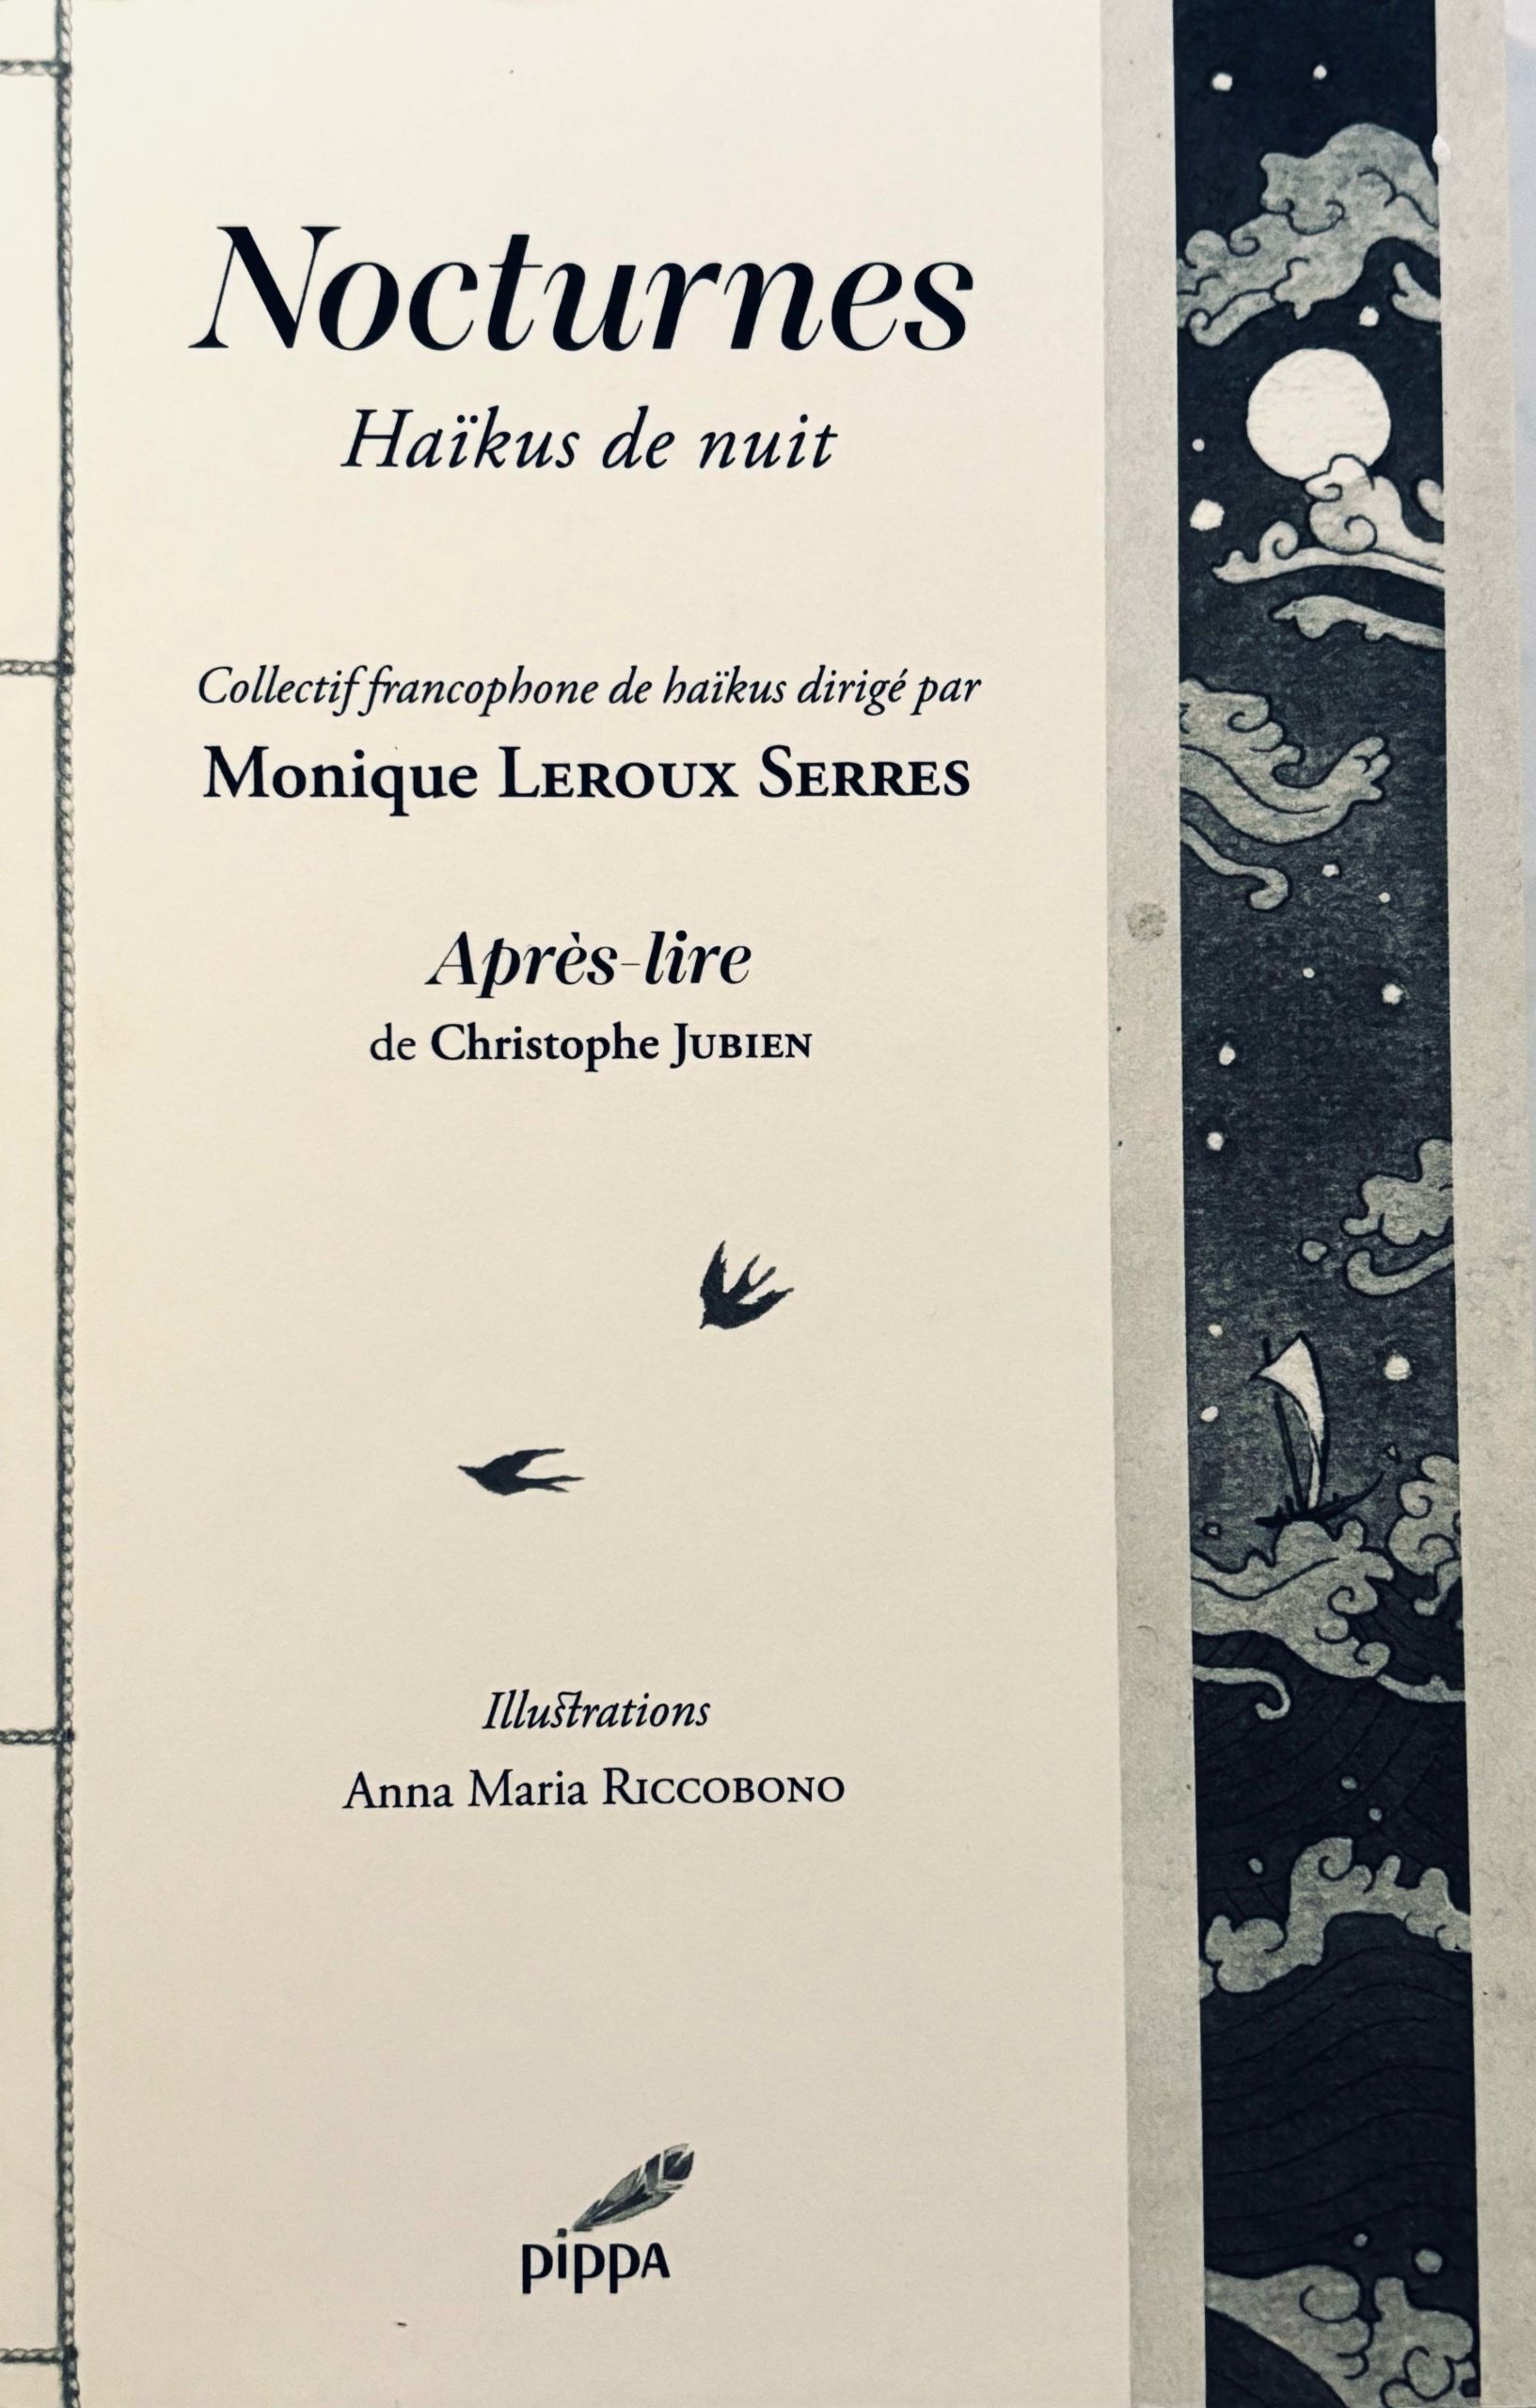 Nocturnes
Haïkus de nuit
Collectif francophone de haïkus dirigé par
Monique LEROUX SERRES
Après-lire
de Christophe JUBIEN
Illustrations
Anna Maria RICCOBONO
pippa